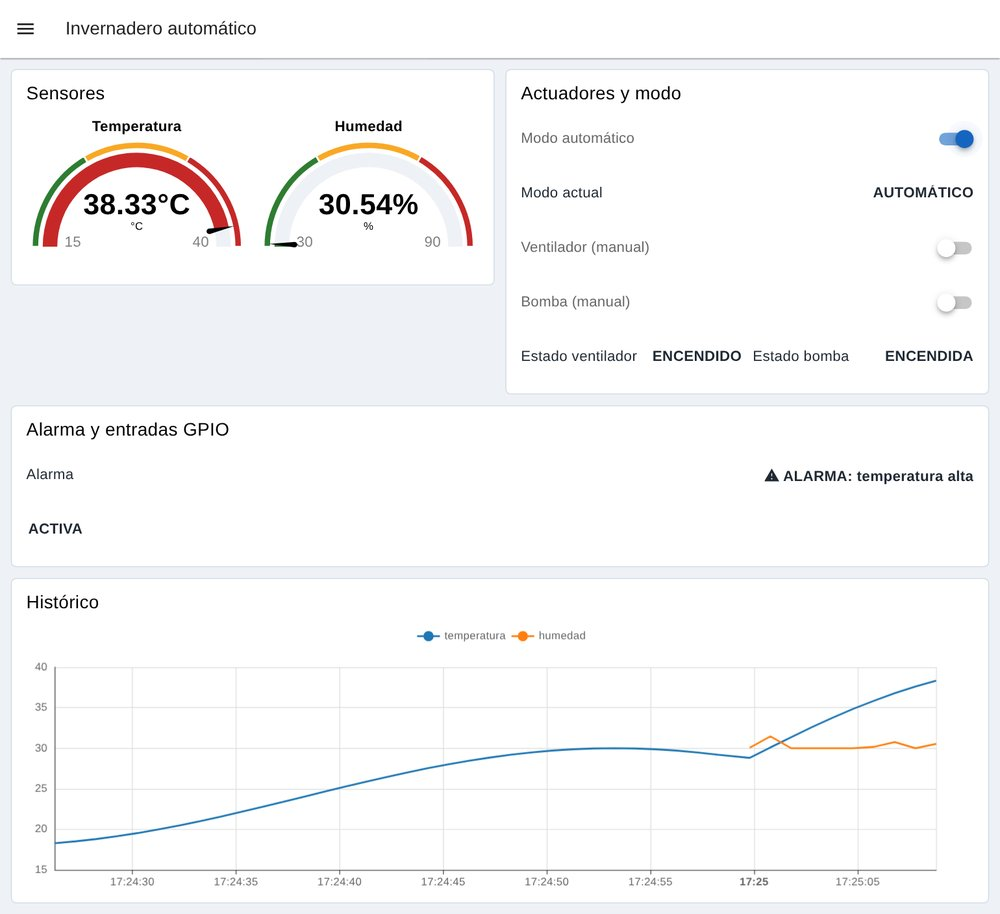 Invernadero automático
Sensores
Temperatura
38.33°C
°C
15
40
Humedad
30.54%
%
30
90
Actuadores y modo
Modo automático
Modo actual AUTOMÁTICO
Ventilador (manual)
Bomba (manual)
Estado ventilador ENCENDIDO Estado bomba ENCENDIDA
Alarma y entradas GPIO
Alarma ALARMA: temperatura alta
ACTIVA
Histórico
temperatura humedad
40
35
30
25
20
15
17:24:30 17:24:35 17:24:40 17:24:45 17:24:50 17:24:55 17:25 17:25:05